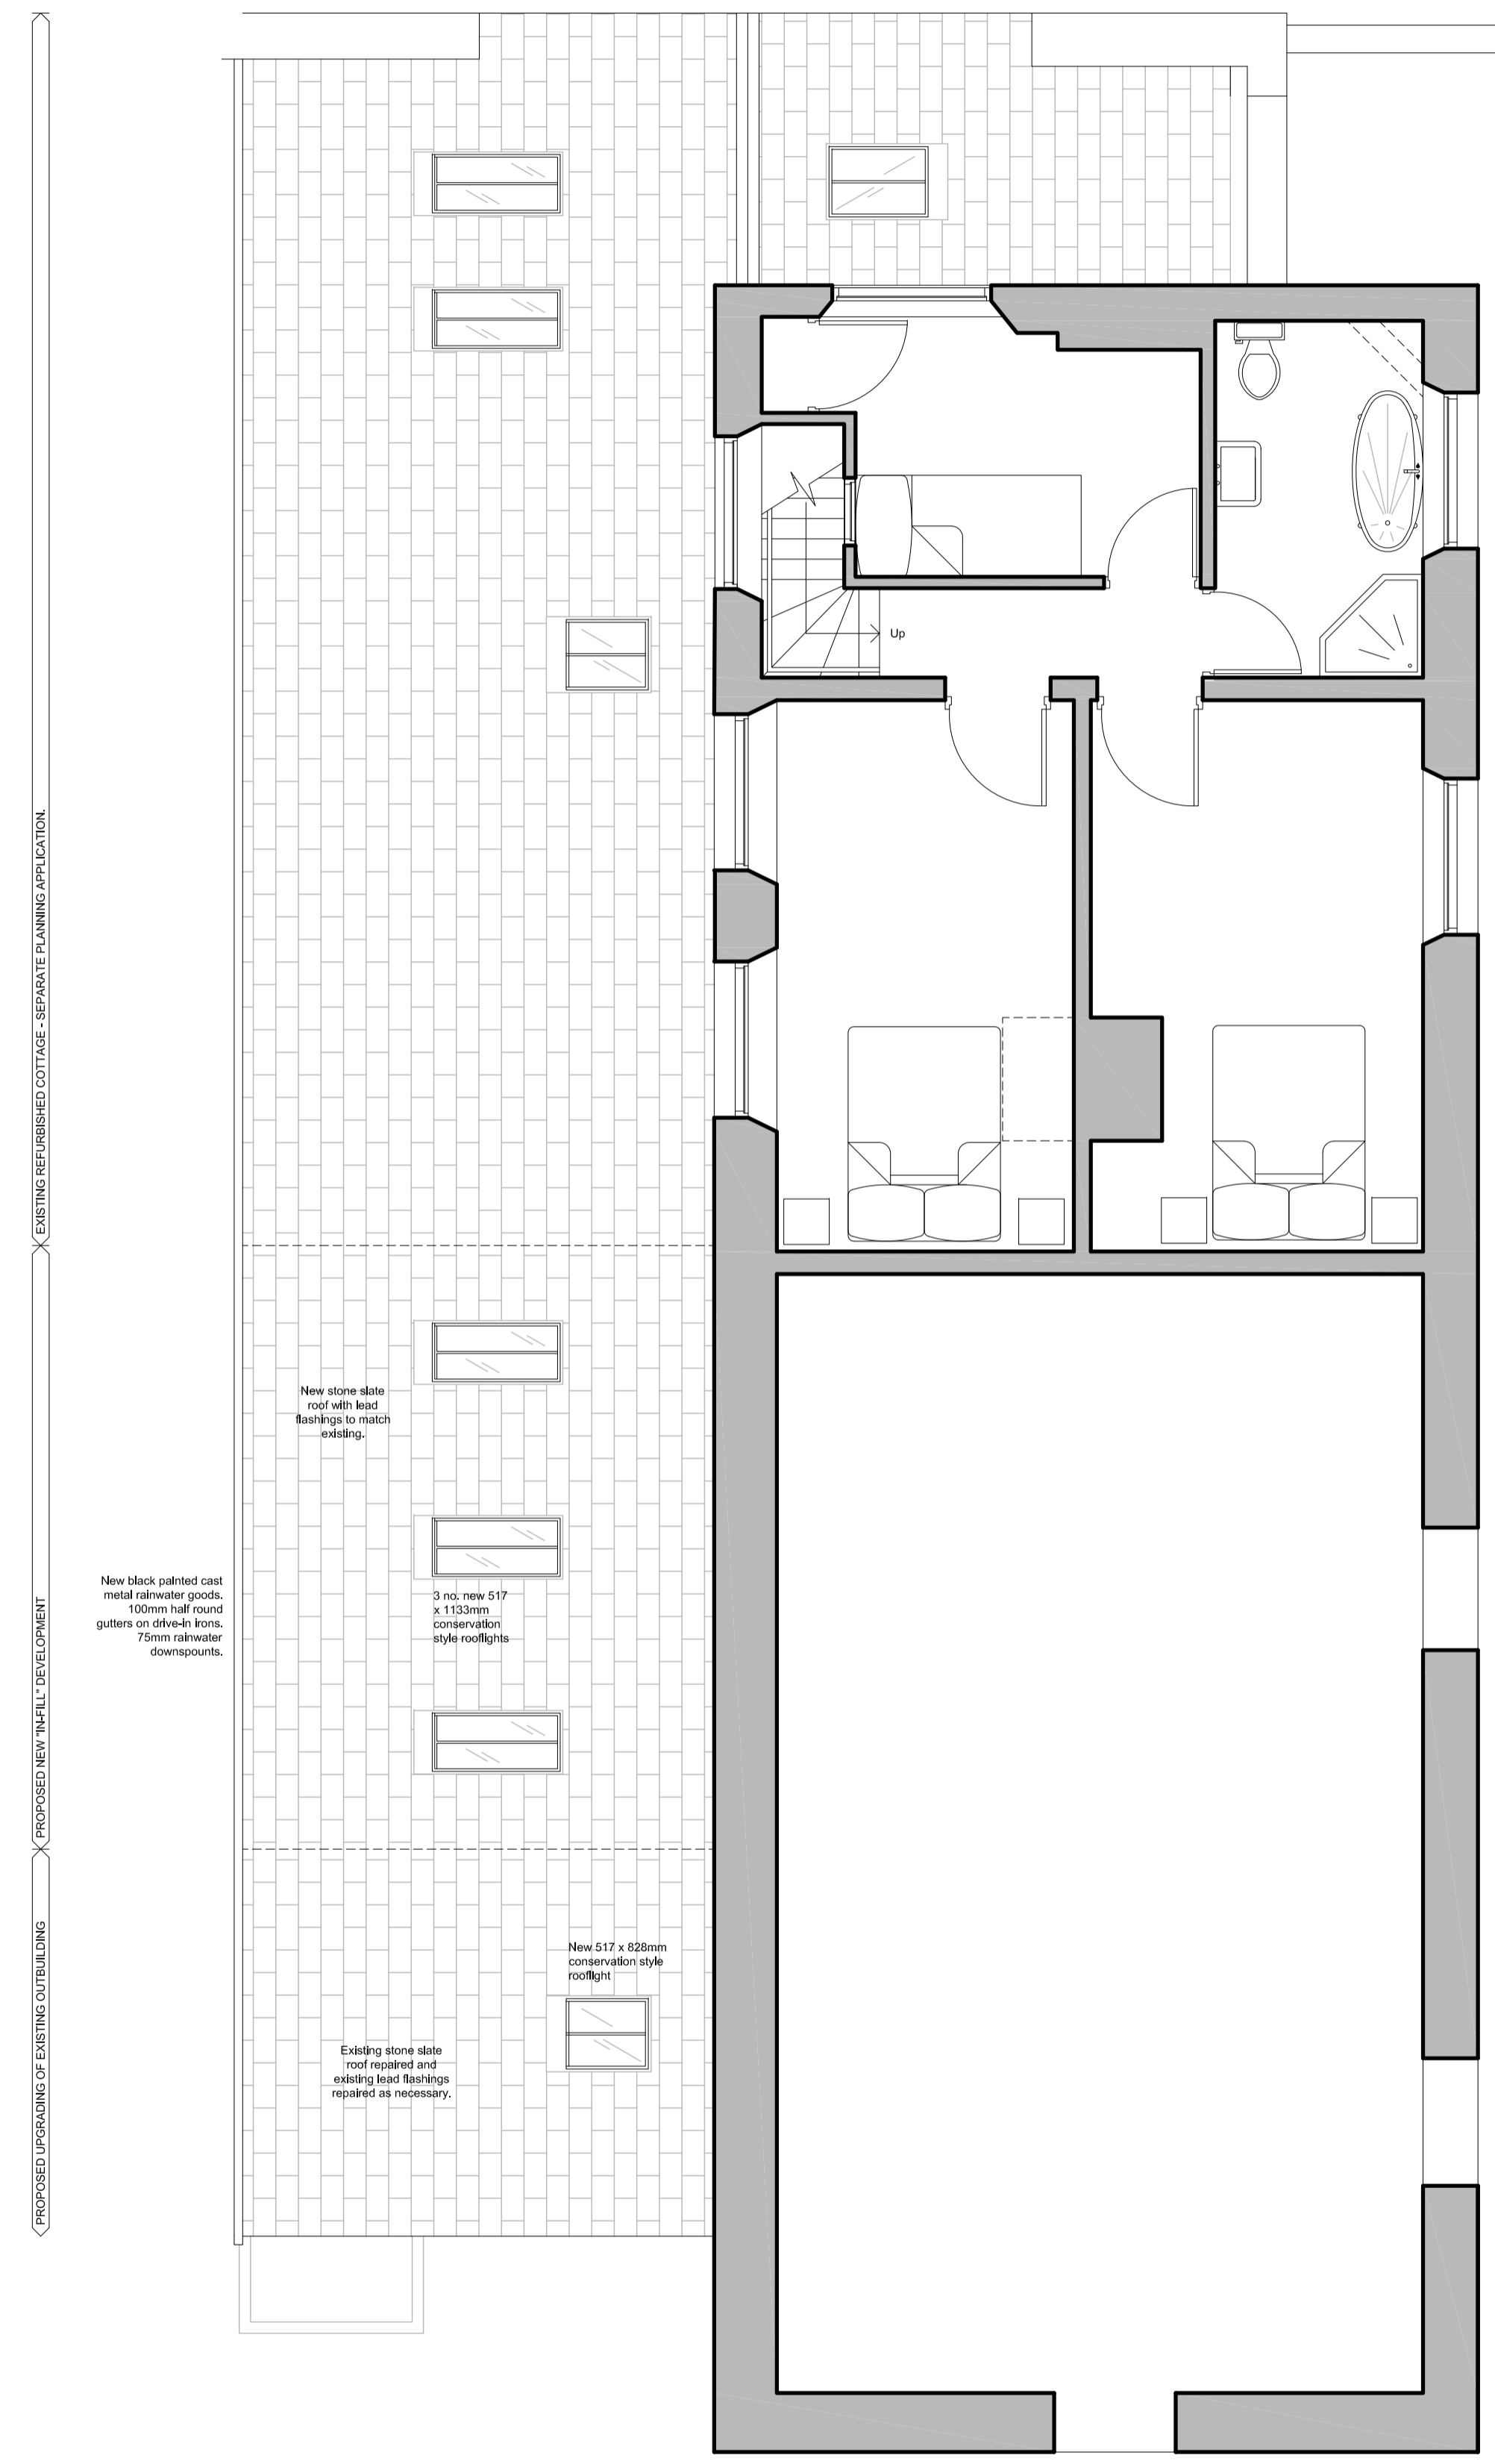 EXISTING REFURBISHED COTTAGE - SEPARATE PLANNING APPLICATION.
Up
New stone slate
roof with lead
flashings to match
existing.
PROPOSED NEW "IN-FILL" DEVELOPMENT
New black painted cast
metal rainwater goods.
100mm half round
gutters on drive-in irons.
75mm rainwater
downspounts.
3 no. new 517
x 1133mm
conservation
style rooflights
PROPOSED UPGRADING OF EXISTING OUTBUILDING
New 517 x 828mm
conservation style
rooflight
Existing stone slate
roof repaired and
existing lead flashings
repaired as necessary.